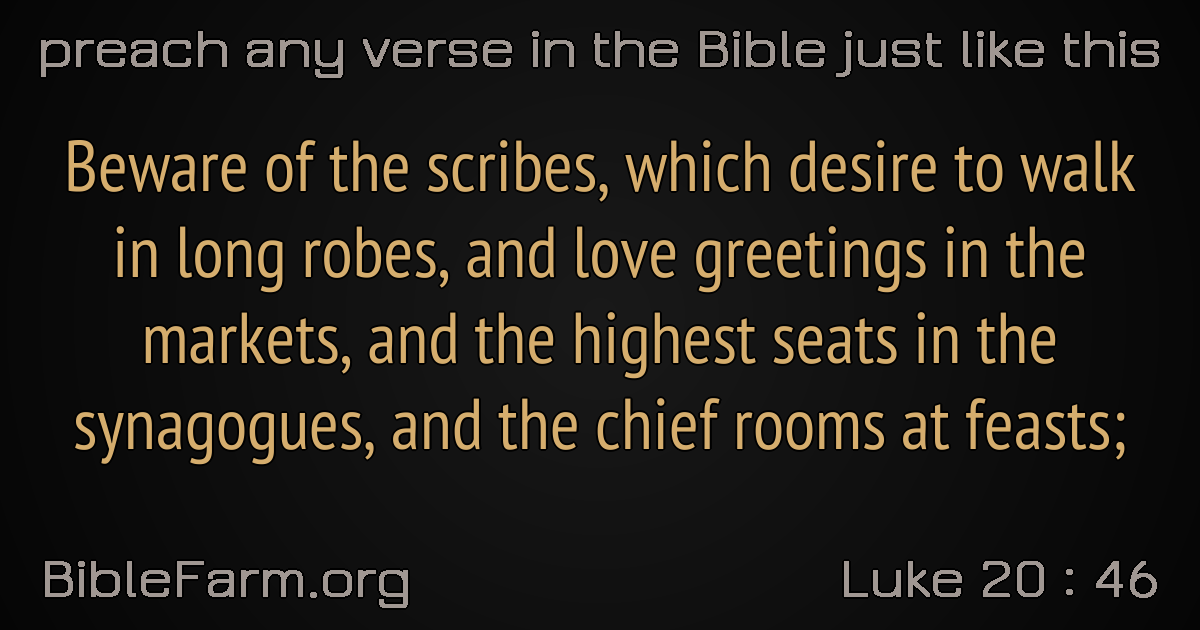 preach any verse in the Bible just like this
Beware of the scribes, which desire to walk
in long robes, and love greetings in the
markets, and the highest seats in the
synagogues, and the chief rooms at feasts;
BibleFarm.org
Luke 20 : 46